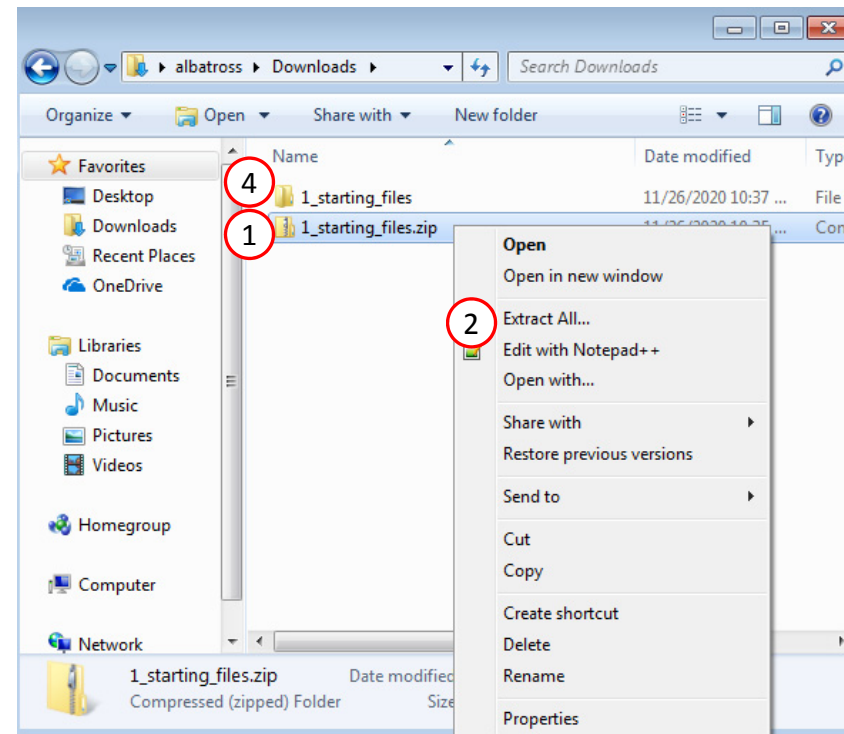 albatross Downloads Search Downloads
Organize Open Share with New folder
Name Date modified Typ
Favorites
4 1_starting_files 11/26/2020 10:37 ... File
Desktop
1 1_starting_files.zip Con
Downloads
Recent Places
OneDrive
Libraries
Documents
Music
Pictures
Videos
Homegroup
Computer
Network
Open
Open in new window
2 Extract All...
Edit with Notepad++
Open with...
Share with
Restore previous versions
Send to
Cut
Copy
Create shortcut
Delete
Rename
Properties
1_starting_files.zip Date modified
Compressed (zipped) Folder Size